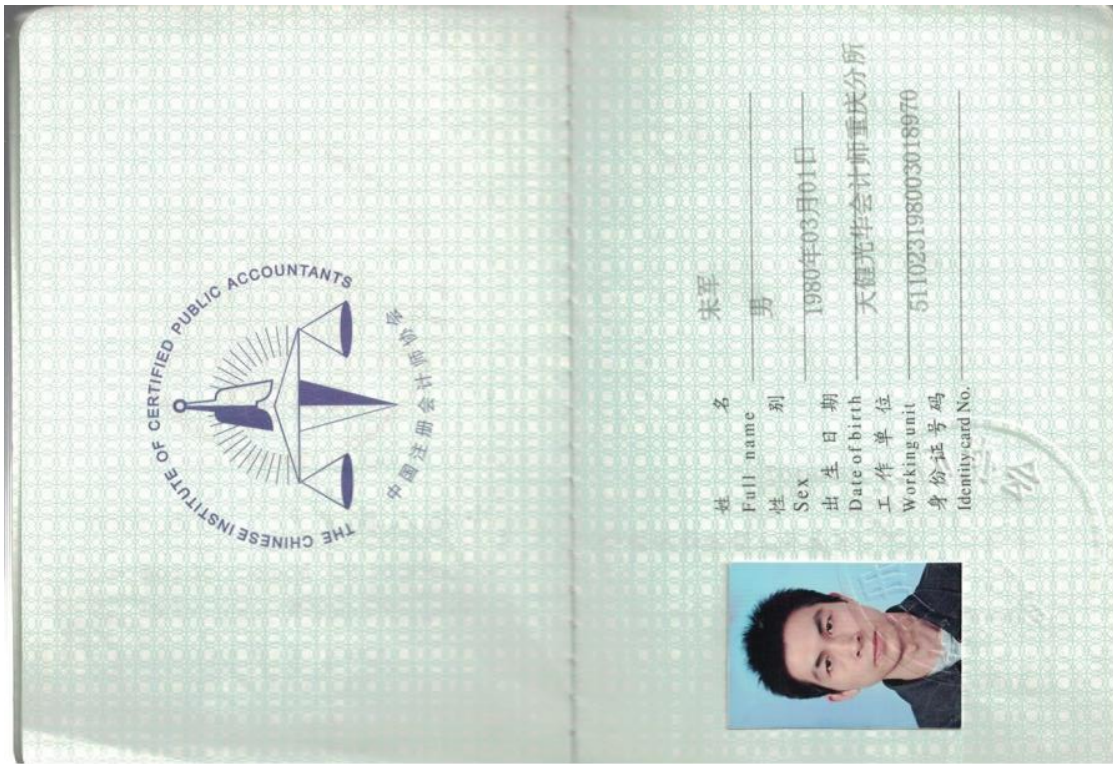 THE CHINESE INSTITUTE OF CERTIFIED PUBLIC ACCOUNTANTS
中国注册会计师协会
姓 名 宋军
Full name
性 别 男
Sex
出 生 日 期 1980年03月01日
Date of birth
工 作 单 位 天健光华会计师重庆分所
Working unit
身份证号码 511023198003018970
Identity card No.